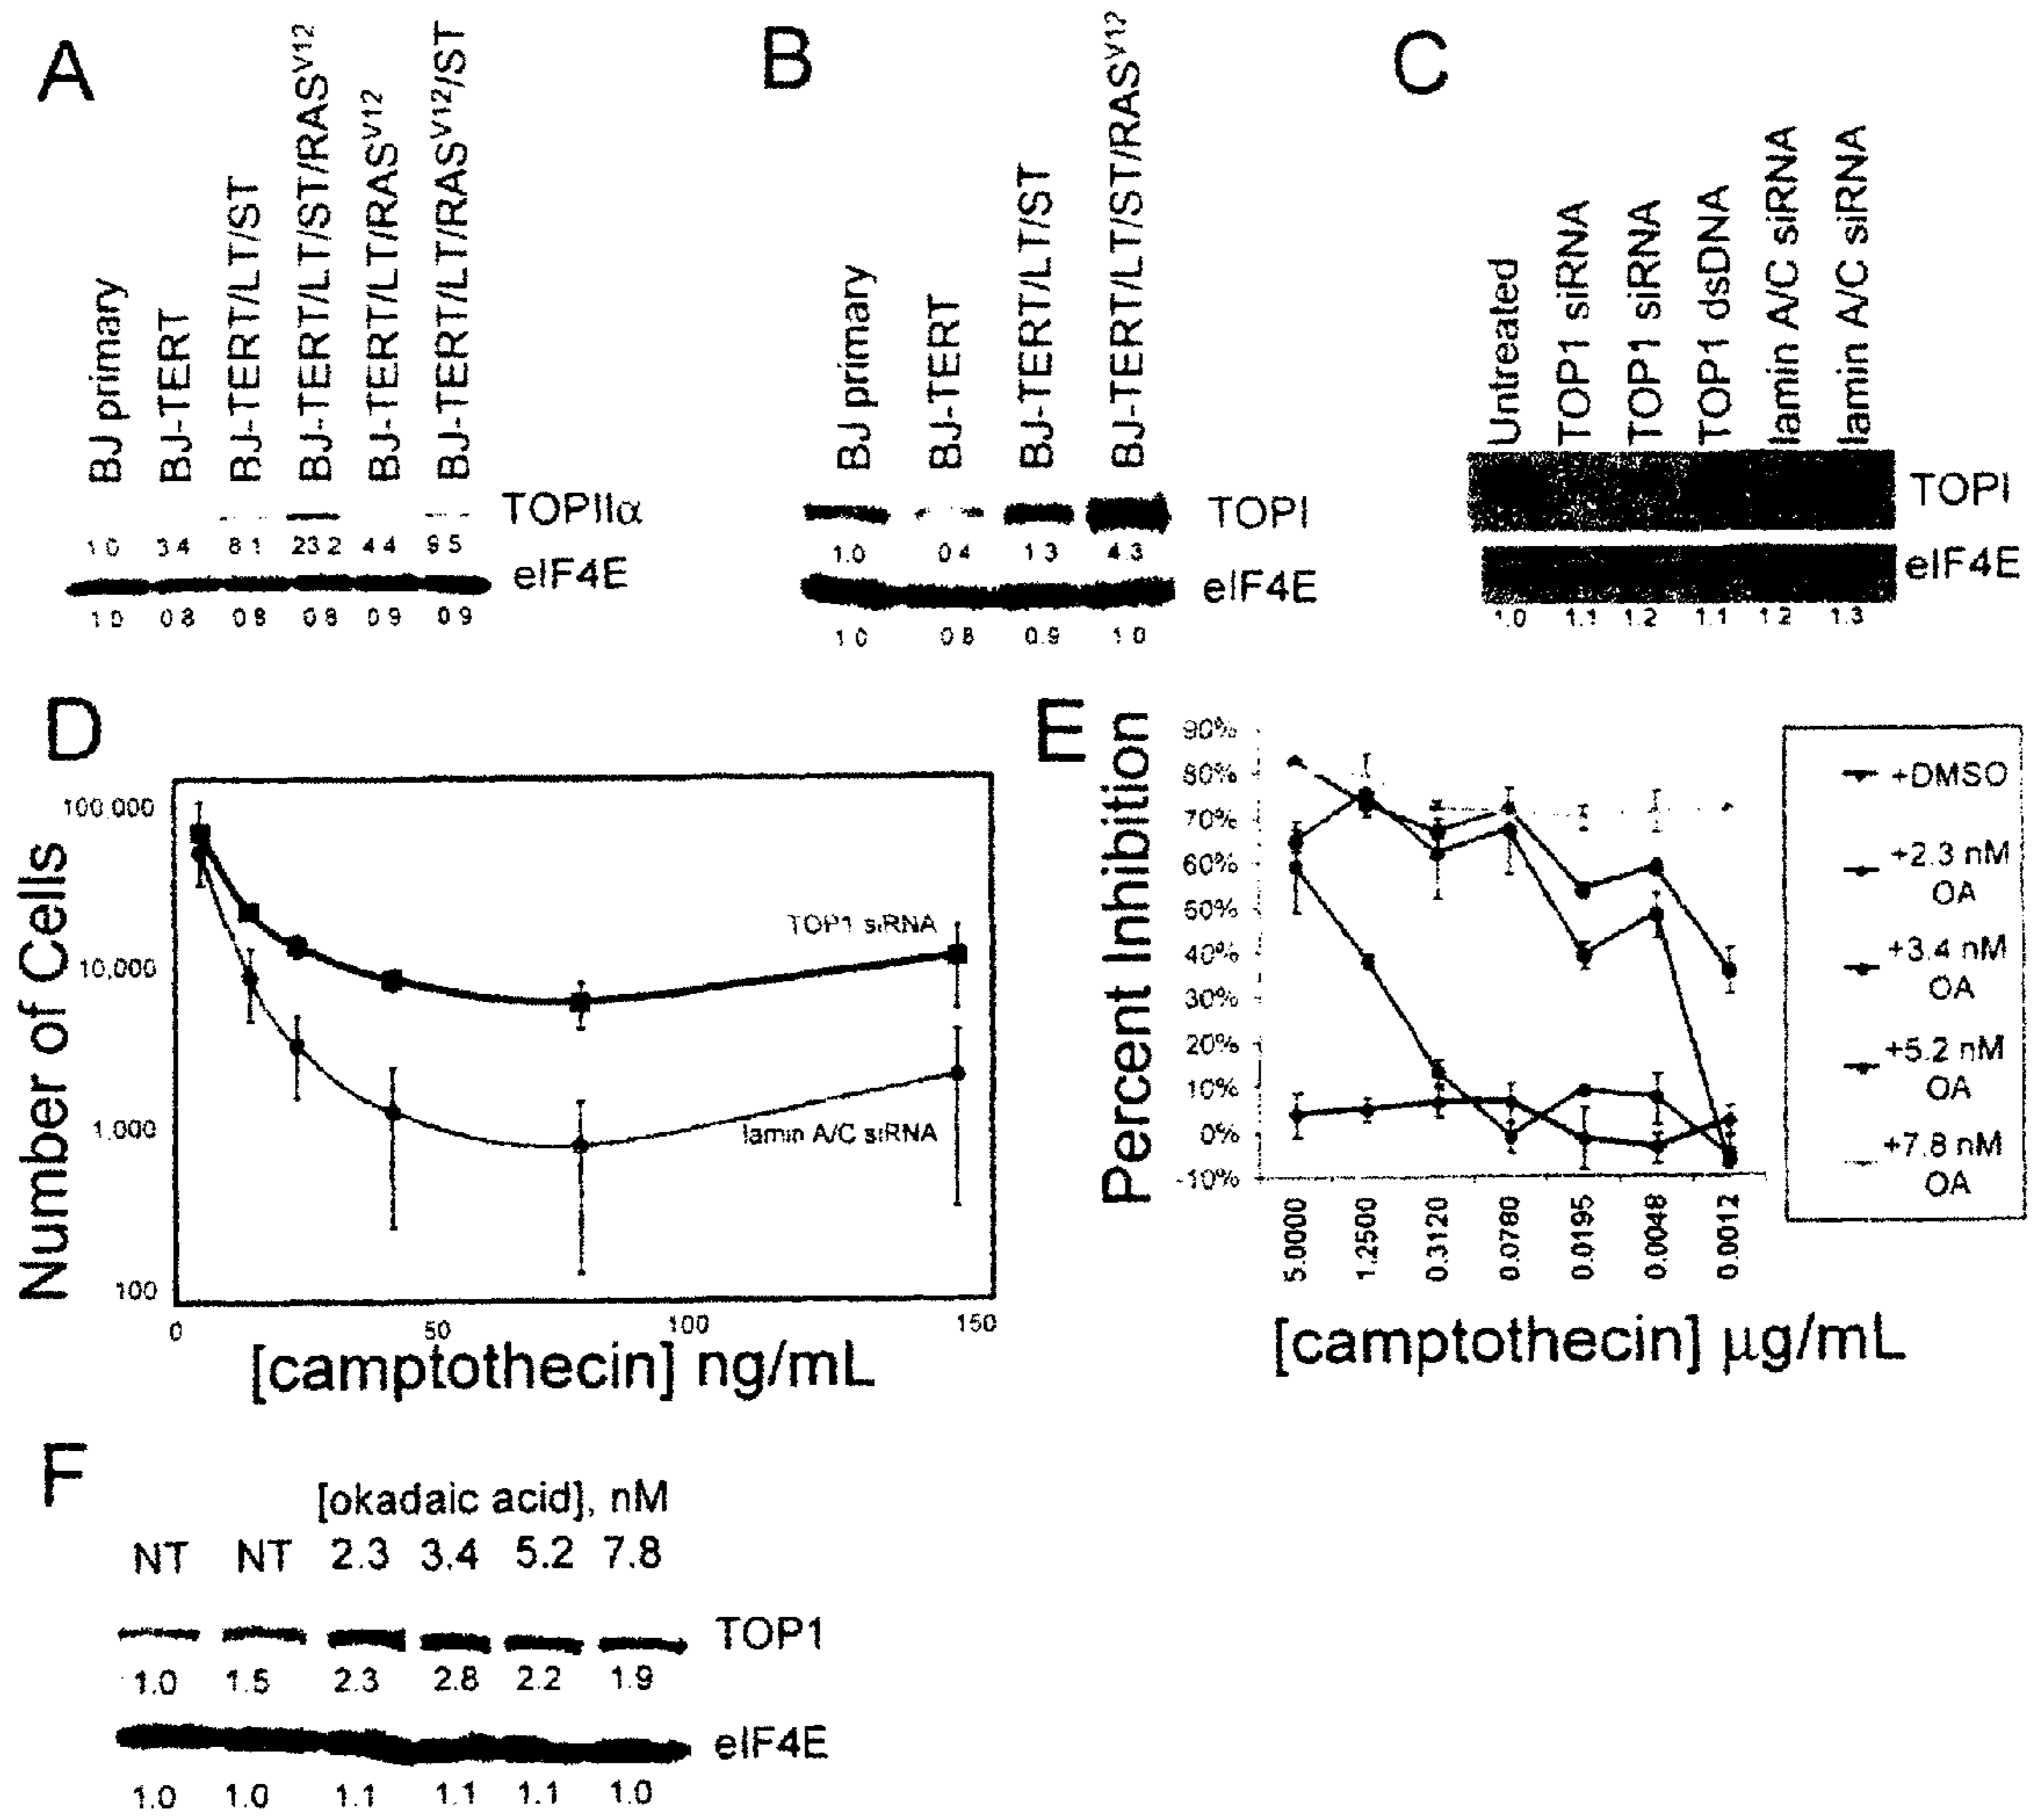 A
BJ primary
BJ-TERT
BJ-TERT/LT/ST
BJ-TERT/LT/ST/RASV12
BJ-TERT/LT/RASV12
BJ-TERT/LT/RASV12/ST
TOPIIα
1.0 3.4 8.1 23.2 4.4 9.5
eIF4E
1.0 0.8 0.8 0.9 0.9
B
BJ primary
BJ-TERT
BJ-TERT/LT/ST
BJ-TERT/LT/ST/RASV12
TOPI
1.0 0.4 1.3 4.3
eIF4E
1.0 0.8 0.9 1.0
C
Untreated
TOP1 siRNA
TOP1 siRNA
TOP1 dsDNA
lamin A/C siRNA
lamin A/C siRNA
TOPI
eIF4E
1.0 1.1 1.2 1.1 1.2 1.3
D
Number of Cells
100,000
10,000
1,000
100
TOP1 siRNA
lamin A/C siRNA
0 50 100 150
[camptothecin] ng/mL
E
Percent Inhibition
90%
80%
70%
60%
50%
40%
30%
20%
10%
0%
-10%
5.0000
1.2500
0.3120
0.0780
0.0195
0.0048
0.0012
[camptothecin] µg/mL
+DMSO
+2.3 nM
OA
+3.4 nM
OA
+5.2 nM
OA
+7.8 nM
OA
F
[okadaic acid], nM
NT NT 2.3 3.4 5.2 7.8
TOP1
1.0 1.5 2.3 2.8 2.2 1.9
eIF4E
1.0 1.0 1.1 1.1 1.1 1.0